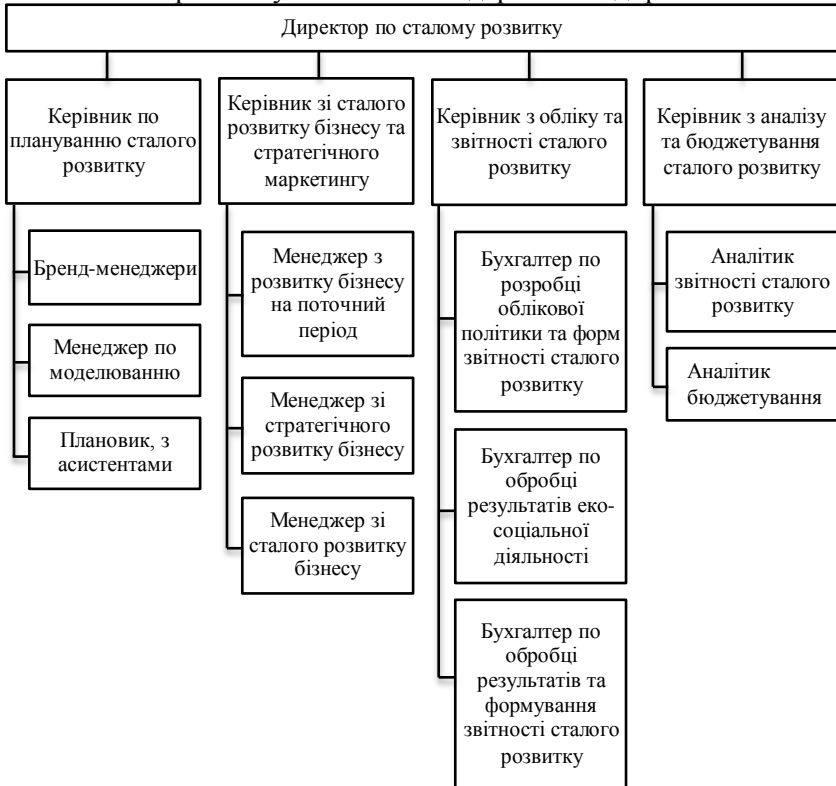 Директор по сталому розвитку
Керівник по
плануванню сталого
розвитку
Бренд-менеджери
Менеджер по
моделюванню
Плановик, з
асистентами
Керівник зі сталого
розвитку бізнесу та
стратегічного
маркетингу
Менеджер з
розвитку бізнесу
на поточний
період
Менеджер зі
стратегічного
розвитку бізнесу
Менеджер зі
сталого розвитку
бізнесу
Керівник з обліку та
звітності сталого
розвитку
Бухгалтер по
розробці
облікової
політики та форм
звітності сталого
розвитку
Бухгалтер по
обробці
результатів еко-
соціальної
діяльності
Бухгалтер по
обробці
результатів та
формування
звітності сталого
розвитку
Керівник з аналізу
та бюджетування
сталого розвитку
Аналітик
звітності сталого
розвитку
Аналітик
бюджетування